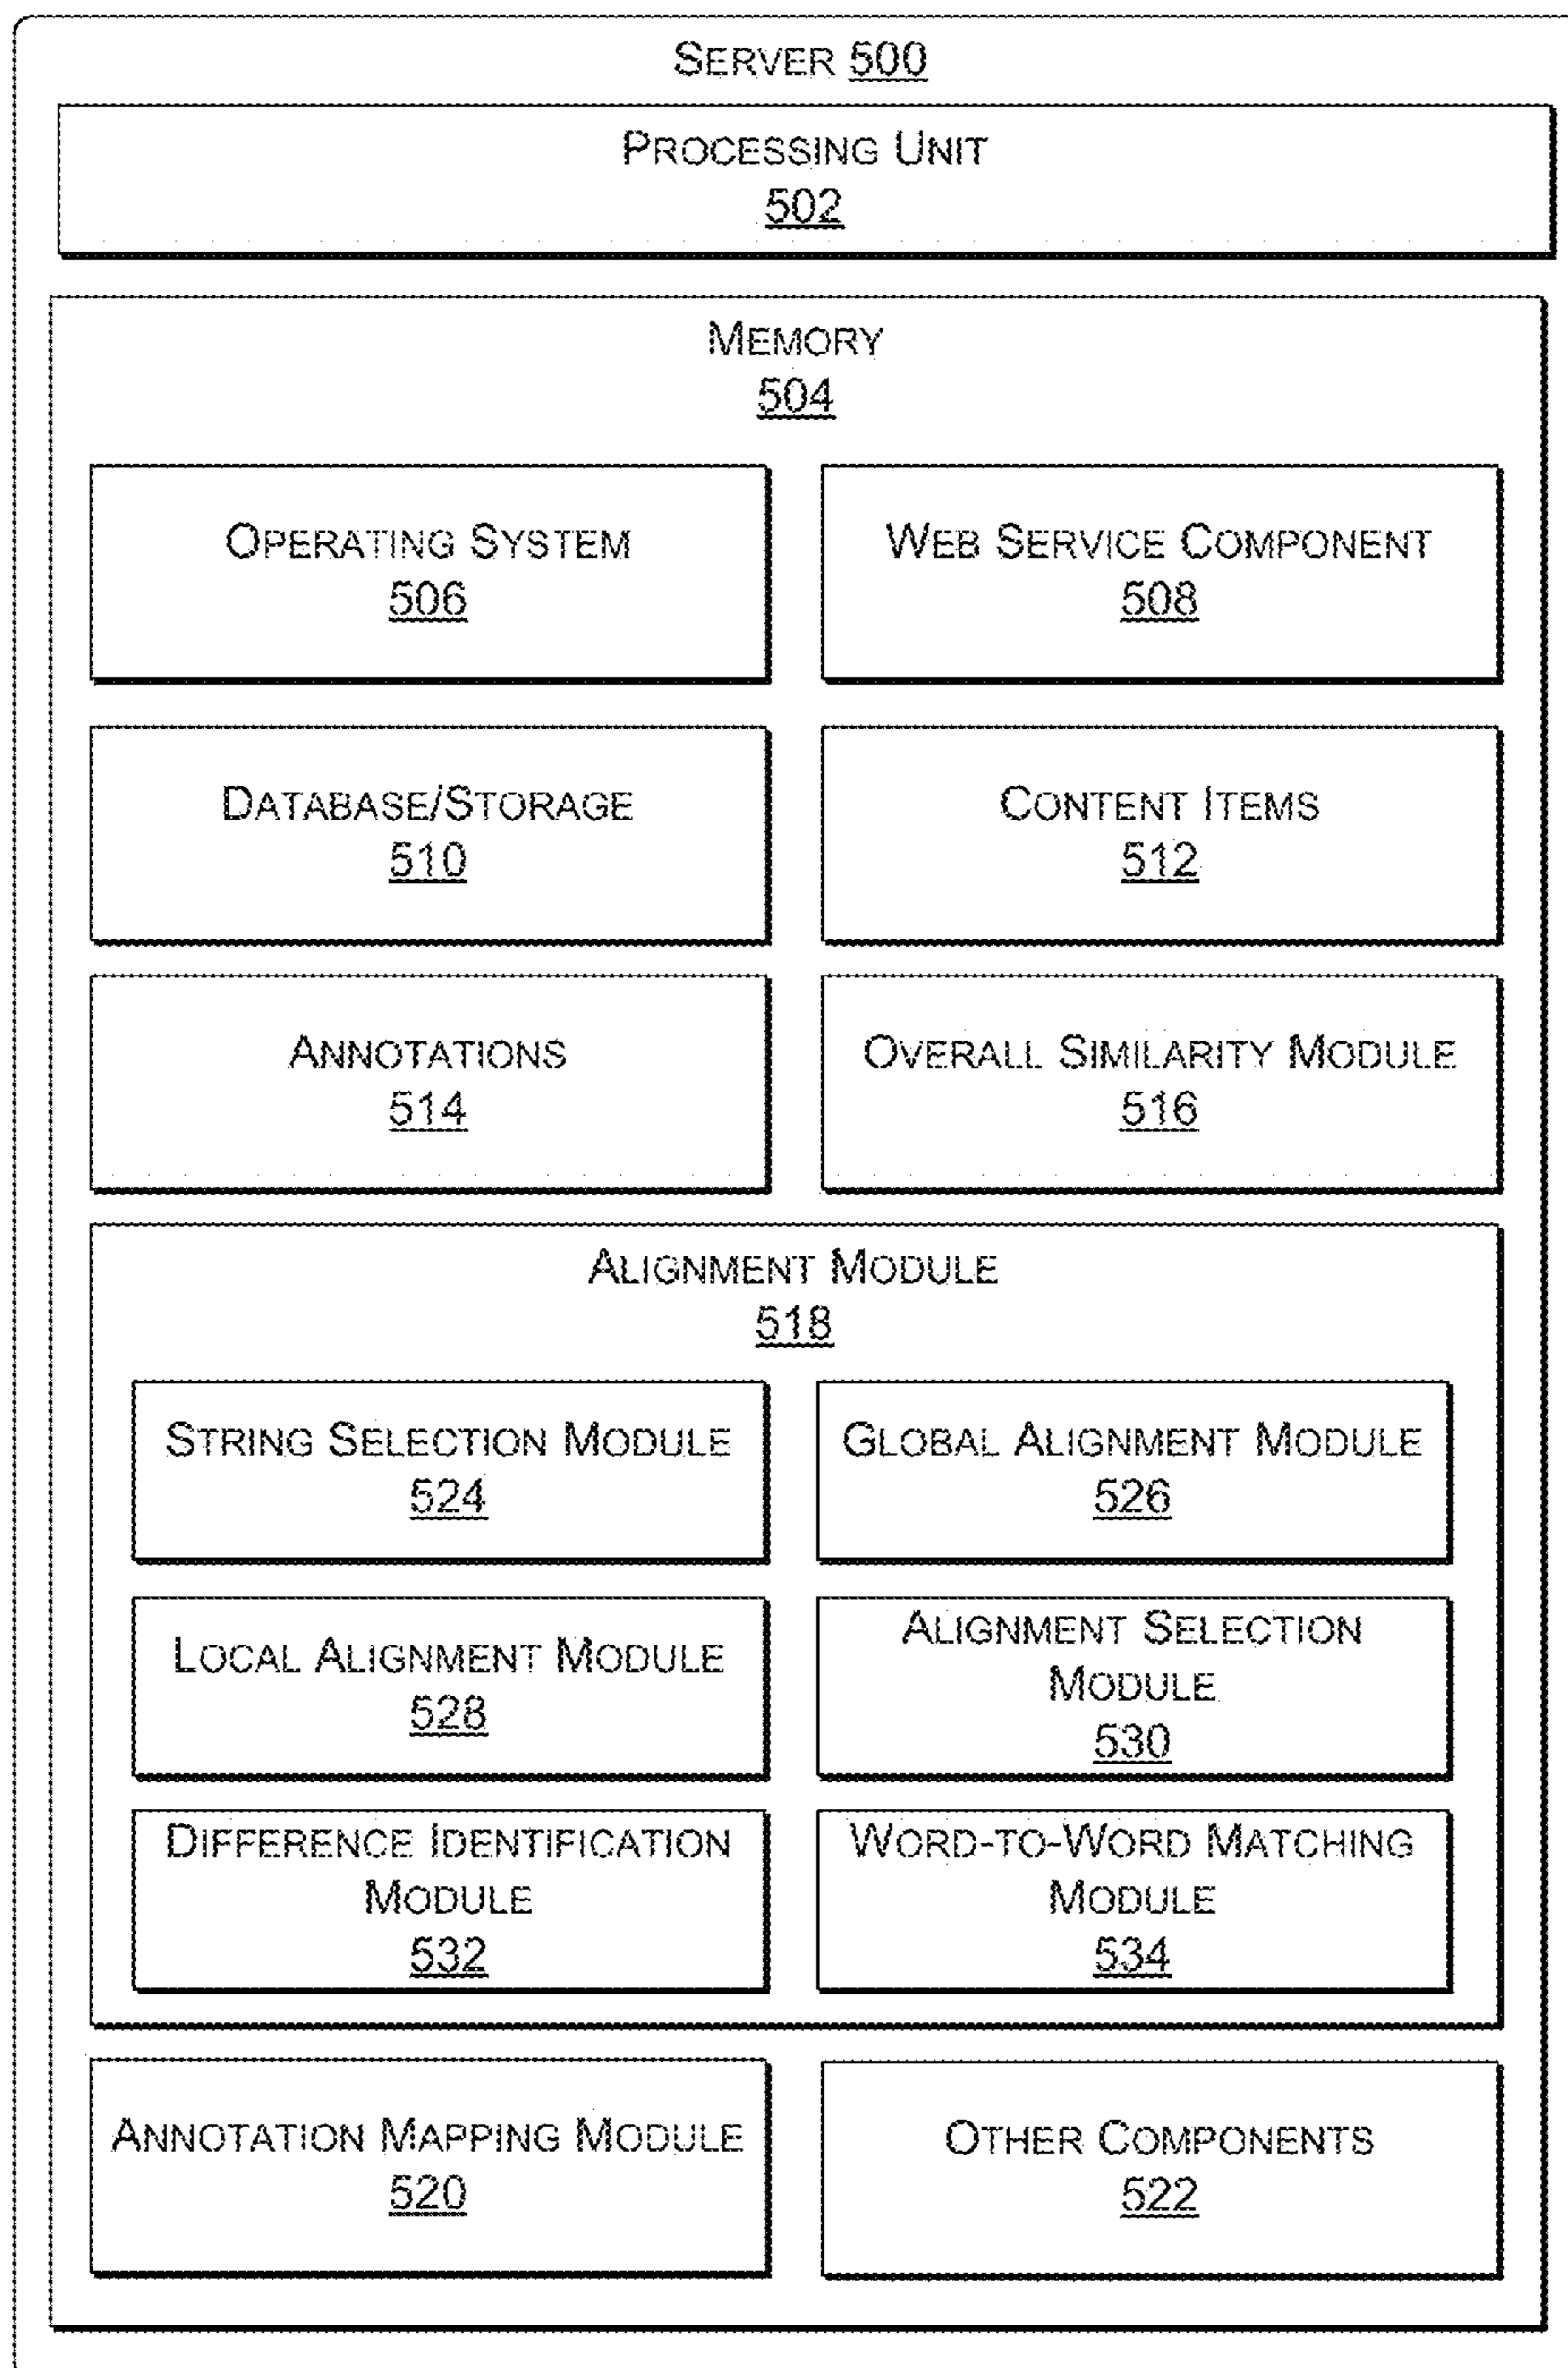 SERVER 500
PROCESSING UNIT
502
MEMORY
504
OPERATING SYSTEM
506
WEB SERVICE COMPONENT
508
DATABASE/STORAGE
510
CONTENT ITEMS
512
ANNOTATIONS
514
OVERALL SIMILARITY MODULE
516
ALIGNMENT MODULE
518
STRING SELECTION MODULE
524
GLOBAL ALIGNMENT MODULE
526
LOCAL ALIGNMENT MODULE
528
ALIGNMENT SELECTION
MODULE
530
DIFFERENCE IDENTIFICATION
MODULE
532
WORD-TO-WORD MATCHING
MODULE
534
ANNOTATION MAPPING MODULE
520
OTHER COMPONENTS
522